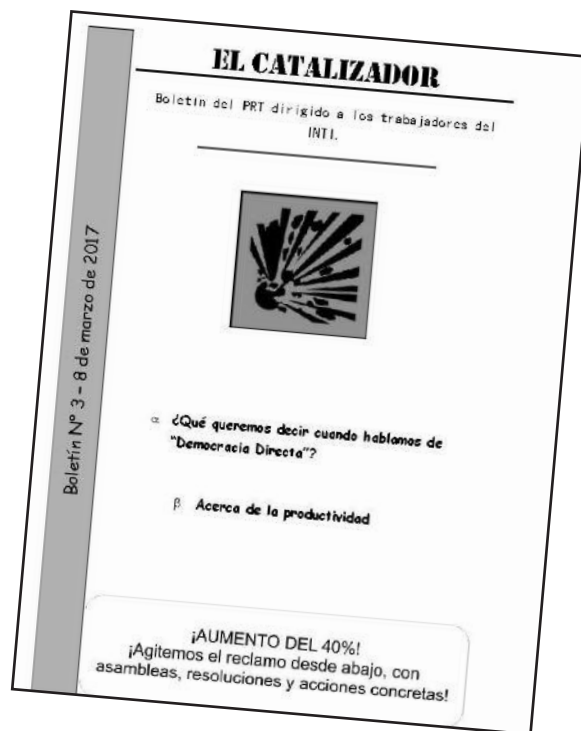 EL CATALIZADOR
Boletín del PRT dirigido a los trabajadores del
INTI.
Boletín N° 3 - 8 de marzo de 2017
α ¿Qué queremos decir cuando hablamos de
"Democracia Directa"?
β Acerca de la productividad
¡AUMENTO DEL 40%!
¡Agitemos el reclamo desde abajo, con
asambleas, resoluciones y acciones concretas!